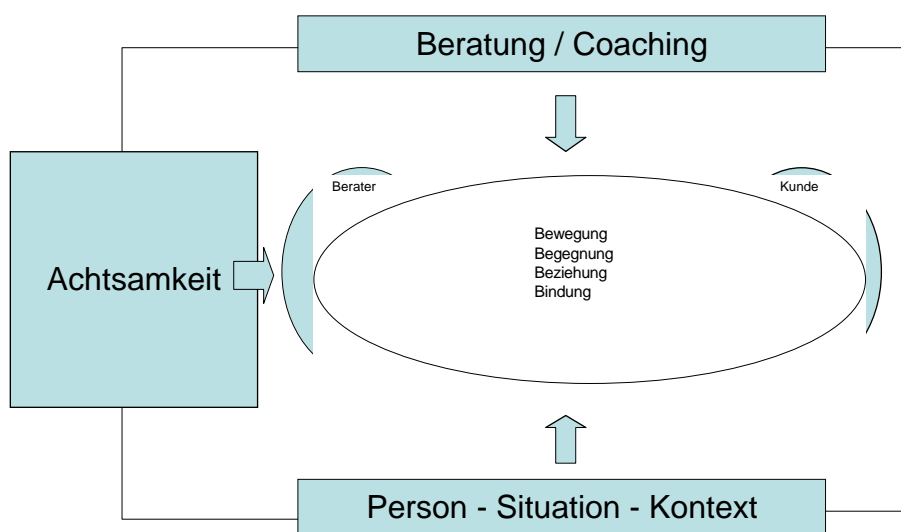 Beratung / Coaching
Berater
Kunde
Achtsamkeit
Bewegung
Begegnung
Beziehung
Bindung
Person - Situation - Kontext